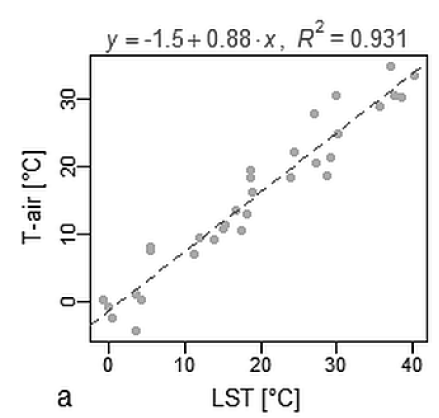 y = -1.5+0.88·x, R² = 0.931
30
20
10
0
T-air [°C]
0 10 20 30 40
a LST [°C]